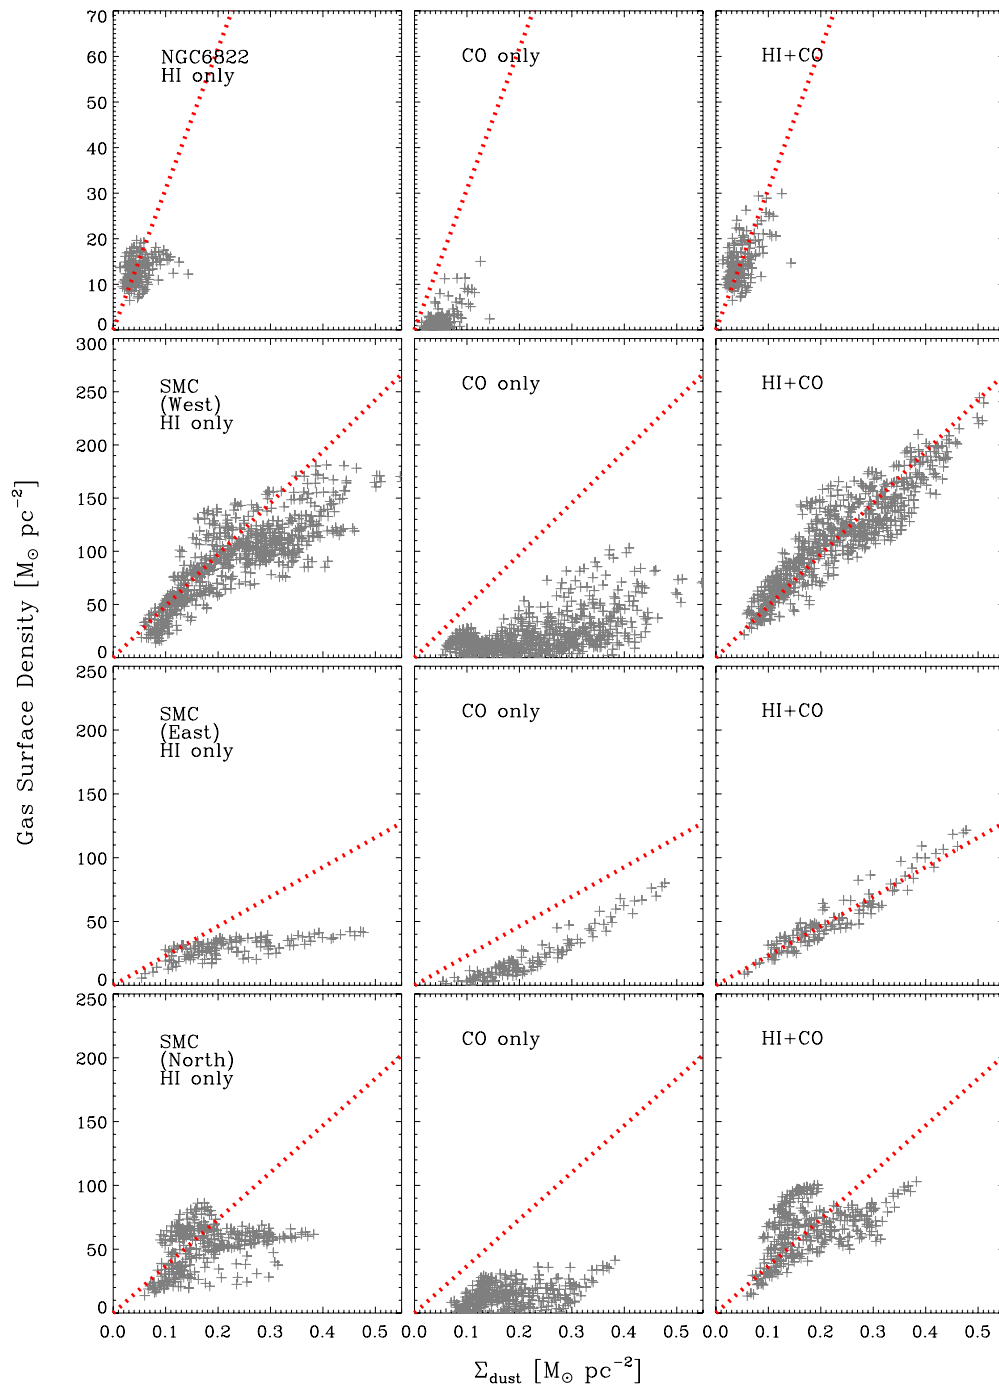 70
60
50
40
30
20
10
0
NGC6822
HI only
CO only
HI+CO
300
250
200
150
100
50
0
SMC
(West)
HI only
CO only
HI+CO
250
200
150
100
50
0
SMC
(East)
HI only
CO only
HI+CO
250
200
150
100
50
0
SMC
(North)
HI only
CO only
HI+CO
0.0 0.1 0.2 0.3 0.4 0.5
0.0 0.1 0.2 0.3 0.4 0.5
0.0 0.1 0.2 0.3 0.4 0.5
Gas Surface Density [M⊙ pc⁻²]
Σdust [M⊙ pc⁻²]